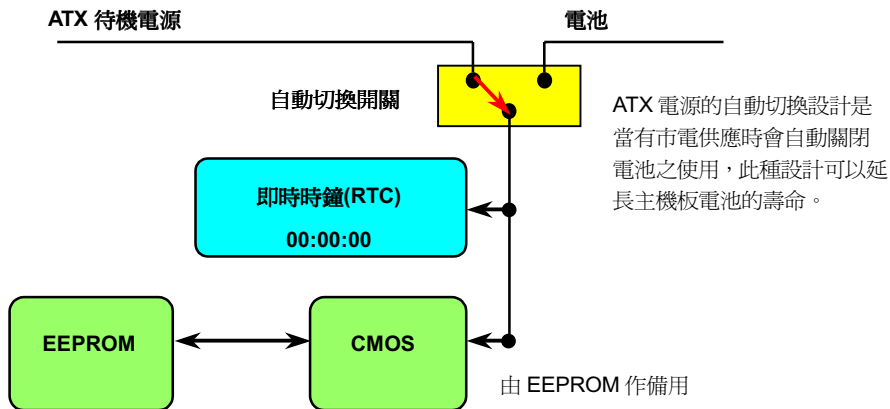 ATX 待機電源
電池
自動切換開關
ATX 電源的自動切換設計是
當有市電供應時會自動關閉
電池之使用，此種設計可以延
長主機板電池的壽命。
即時時鐘(RTC)
00:00:00
EEPROM
CMOS
由 EEPROM 作備用